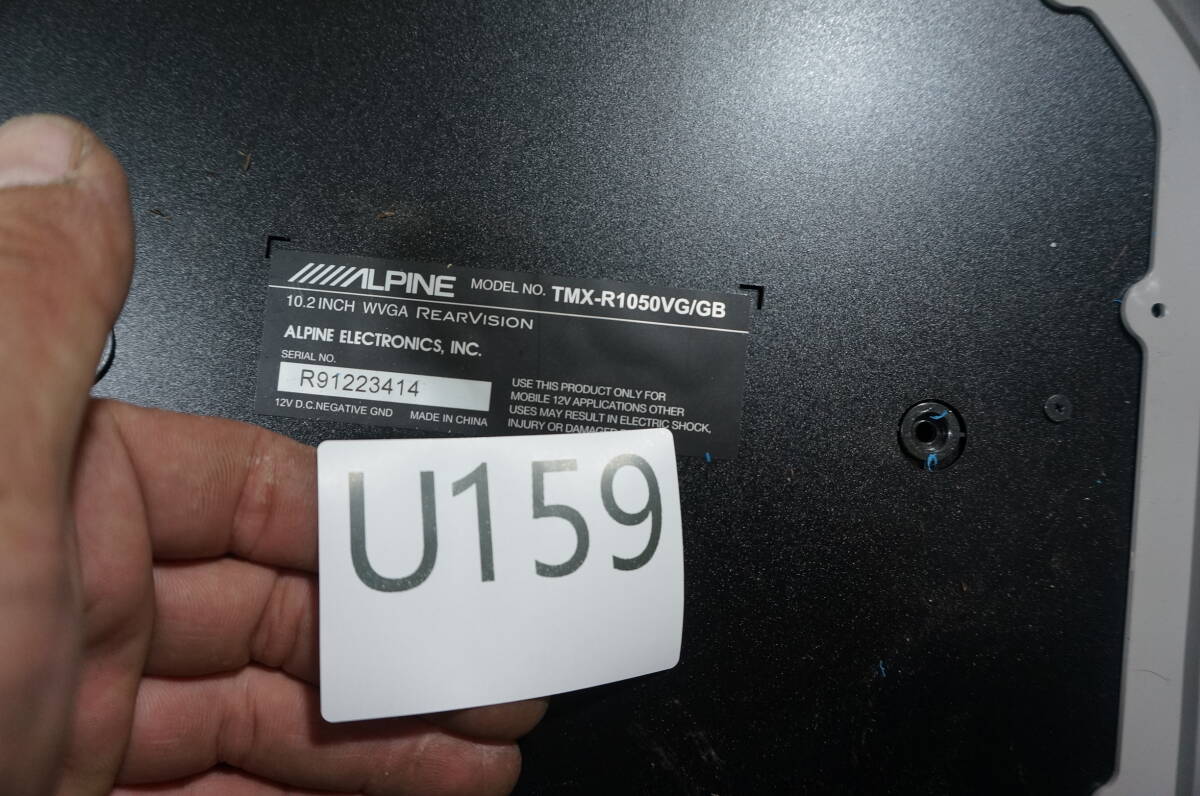 ALPINE MODEL NO. TMX-R1050VG/GB
10.2 INCH WVGA REARVISION
ALPINE ELECTRONICS, INC.
SERIAL NO.
R91223414
12V D.C.NEGATIVE GND MADE IN CHINA
USE THIS PRODUCT ONLY FOR
MOBILE 12V APPLICATIONS OTHER
USES MAY RESULT IN ELECTRIC SHOCK,
INJURY OR DAMAGE
U159